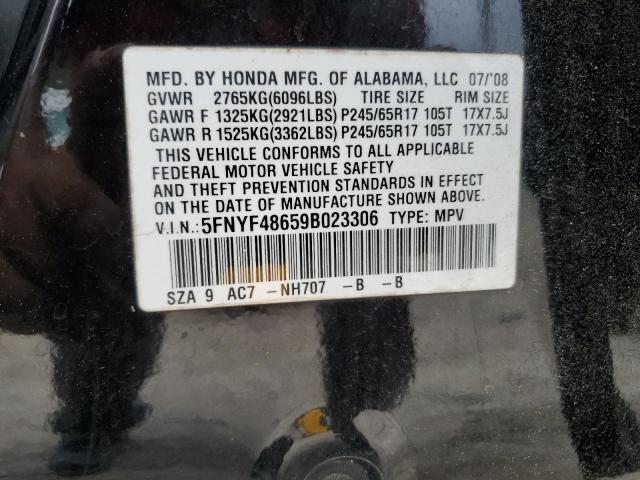 MFD. BY HONDA MFG. OF ALABAMA, LLC 07/'08
GVWR 2765KG(6096LBS) TIRE SIZE RIM SIZE
GAWR F 1325KG(2921LBS) P245/65R17 105T 17X7.5J
GAWR R 1525KG(3362LBS) P245/65R17 105T 17X7.5J
THIS VEHICLE CONFORMS TO ALL APPLICABLE
FEDERAL MOTOR VEHICLE SAFETY
AND THEFT PREVENTION STANDARDS IN EFFECT
ON THE DATE OF MANUFACTURE SHOWN ABOVE.
V.I.N.: 5FNYF48659B023306 TYPE: MPV
SZA 9 AC7 -NH707 -B -B